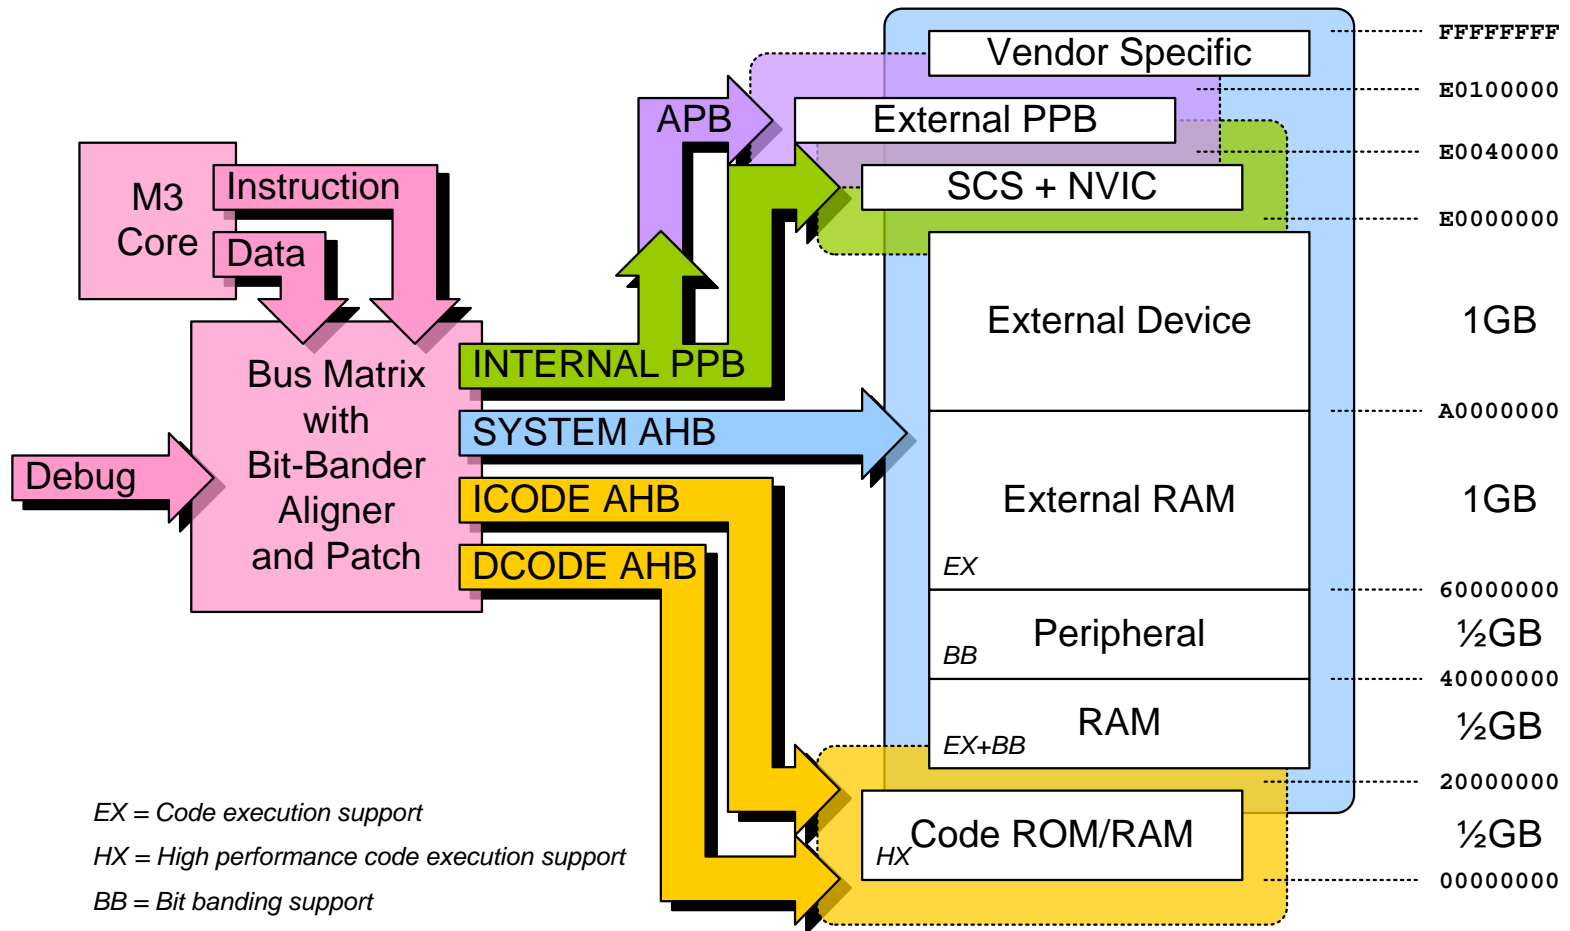 M3
Core
Instruction
Data
Debug
Bus Matrix
with
Bit-Bander
Aligner
and Patch
APB
INTERNAL PPB
SYSTEM AHB
ICODE AHB
DCODE AHB
Vendor Specific
External PPB
SCS + NVIC
External Device
External RAM
EX
Peripheral
BB
RAM
EX+BB
Code ROM/RAM
HX
FFFFFFFF
E0100000
E0040000
E0000000
1GB
A0000000
1GB
60000000
½GB
40000000
½GB
20000000
½GB
00000000
EX = Code execution support
HX = High performance code execution support
BB = Bit banding support